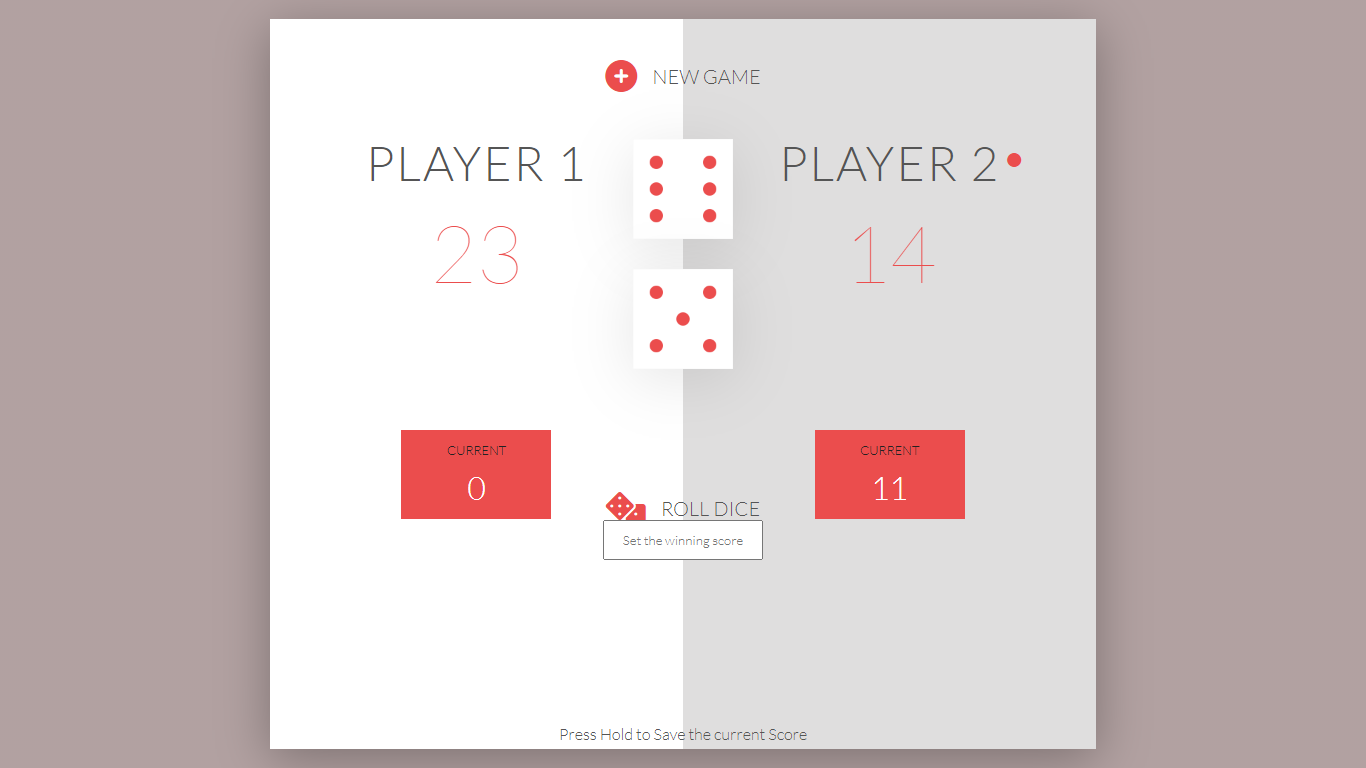 NEW GAME
PLAYER 1
23
PLAYER 2
14
CURRENT
0
CURRENT
11
ROLL DICE
Set the winning score
Press Hold to Save the current Score